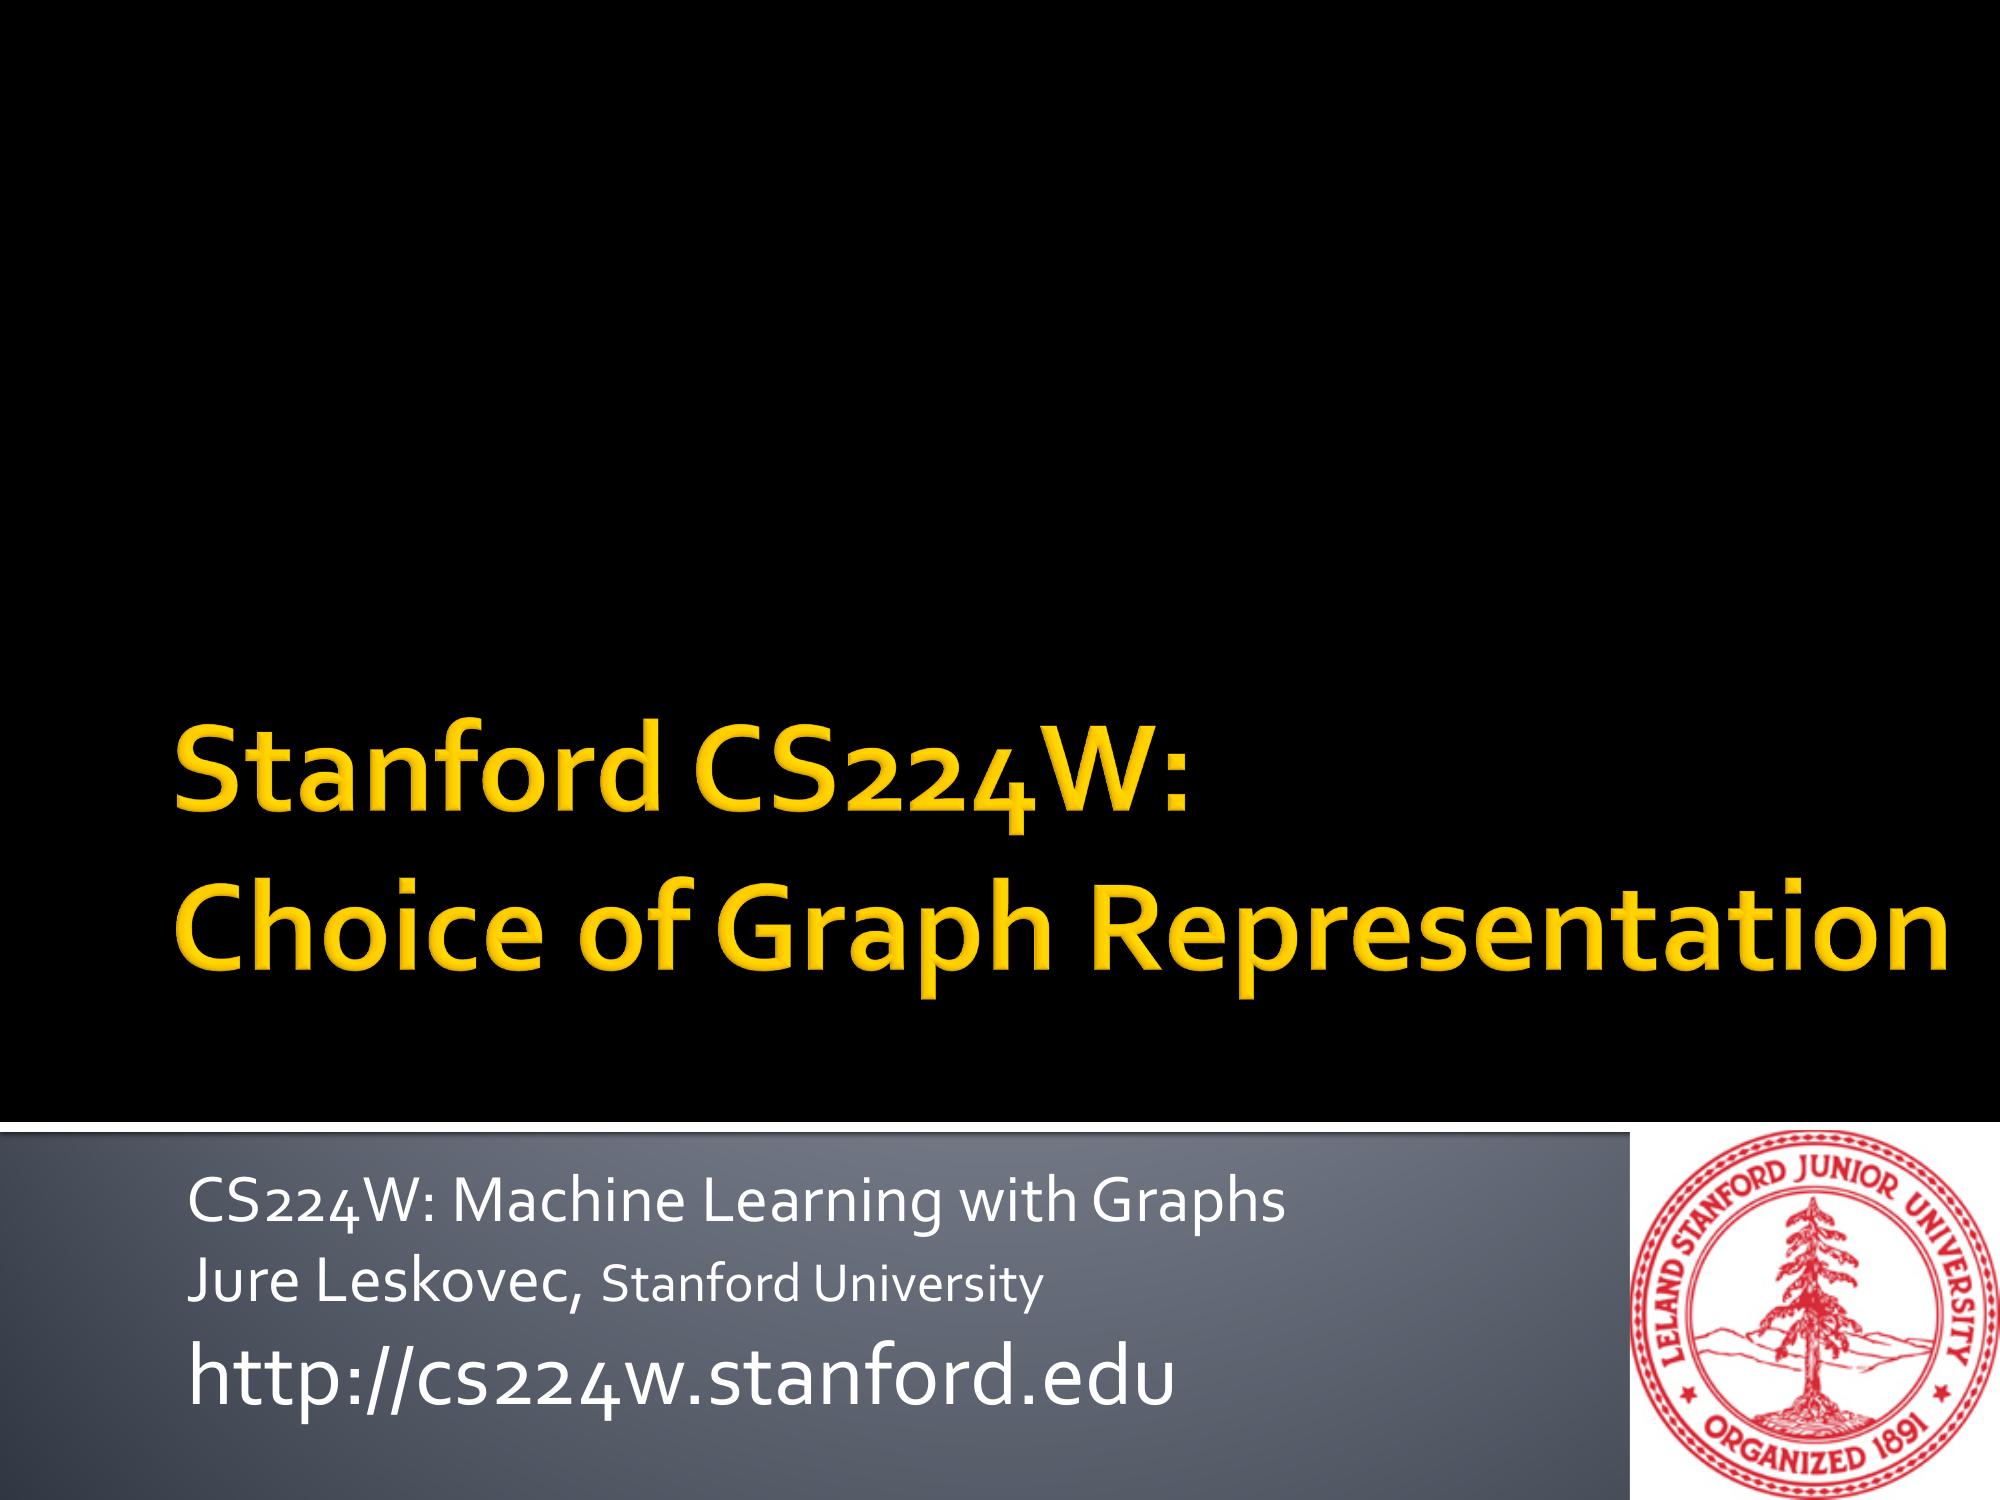 Stanford CS224W:
Choice of Graph Representation
CS224W: Machine Learning with Graphs
Jure Leskovec, Stanford University
http://cs224w.stanford.edu
LELAND STANFORD JUNIOR UNIVERSITY
ORGANIZED 1891